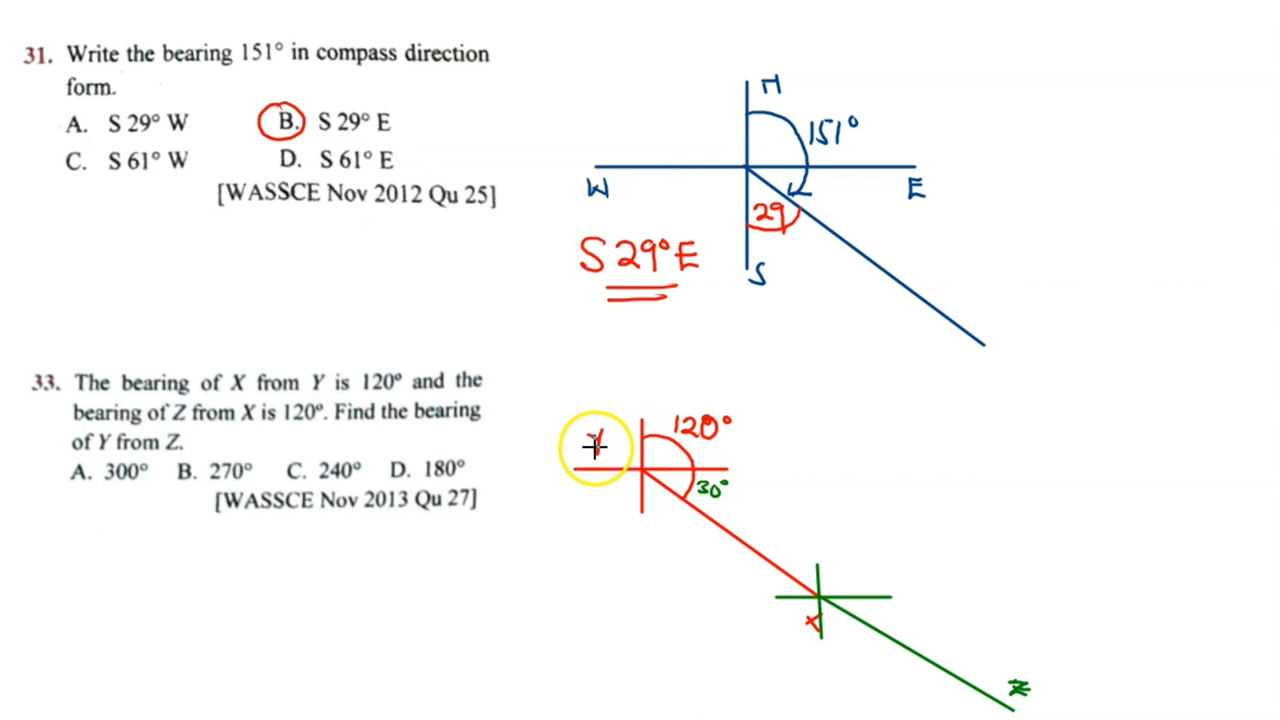 31. Write the bearing 151° in compass direction
form.
A. S 29° W B. S 29° E
C. S 61° W D. S 61° E
[WASSCE Nov 2012 Qu 25]
151°
W
E
29
S
S 29° E
33. The bearing of X from Y is 120° and the
bearing of Z from X is 120°. Find the bearing
of Y from Z.
A. 300° B. 270° C. 240° D. 180°
[WASSCE Nov 2013 Qu 27]
Y
120°
30°
X
Z